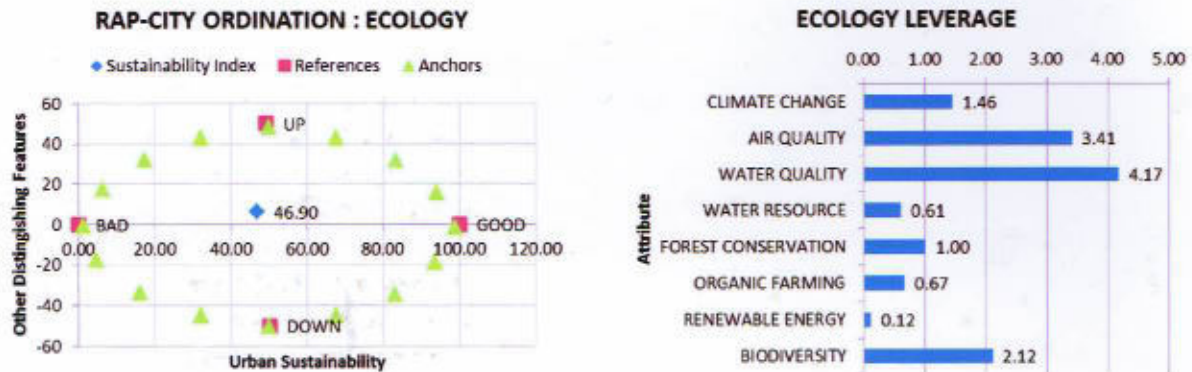 RAP-CITY ORDINATION : ECOLOGY
Sustainability Index References Anchors
Other Distingishing Features
60
40
20
0
-20
-40
-60
UP
46.90
BAD
GOOD
DOWN
0.00 20.00 40.00 60.00 80.00 100.00 120.00
Urban Sustainability
ECOLOGY LEVERAGE
0.00 1.00 2.00 3.00 4.00 5.00
Attribute
CLIMATE CHANGE 1.46
AIR QUALITY 3.41
WATER QUALITY 4.17
WATER RESOURCE 0.61
FOREST CONSERVATION 1.00
ORGANIC FARMING 0.67
RENEWABLE ENERGY 0.12
BIODIVERSITY 2.12